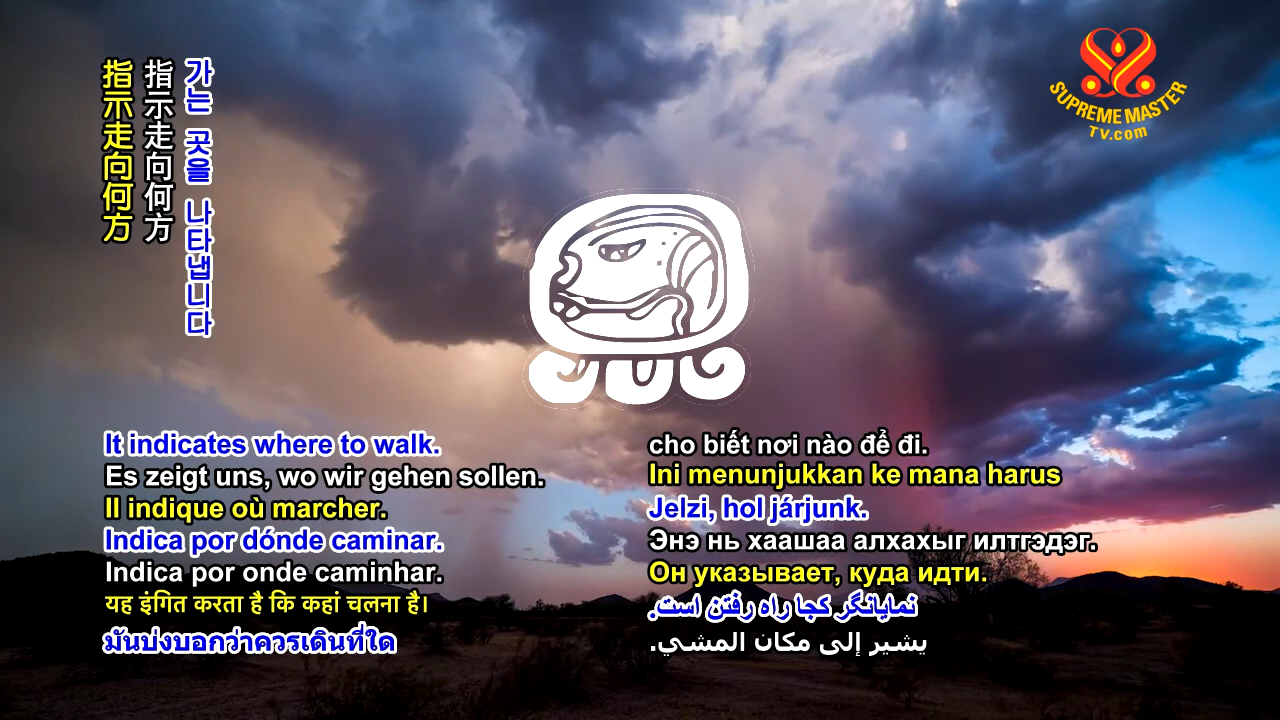 指示走向何方
指示走向何方
가는 곳을 나타냅니다
SUPREME MASTER
TV.com
It indicates where to walk.
Es zeigt uns, wo wir gehen sollen.
Il indique où marcher.
Indica por dónde caminar.
Indica por onde caminhar.
यह इंगित करता है कि कहां चलना है।
มันบ่งบอกว่าควรเดินที่ใด
cho biết nơi nào để đi.
Ini menunjukkan ke mana harus
Jelzi, hol járjunk.
Энэ нь хаашаа алхахыг илтгэдэг.
Он указывает, куда идти.
نمایانگر کجا راه رفتن است.
يشير إلى مكان المشي.